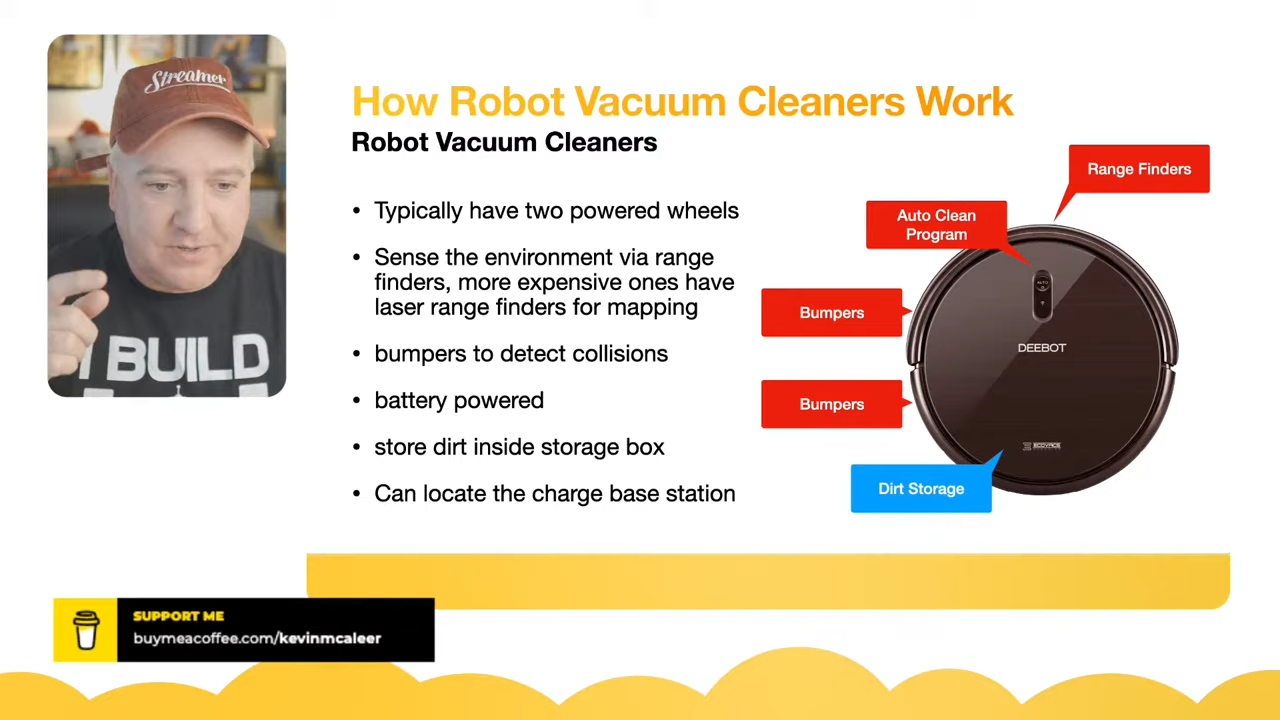 Streamer
I BUILD
How Robot Vacuum Cleaners Work
Robot Vacuum Cleaners
• Typically have two powered wheels
• Sense the environment via range
finders, more expensive ones have
laser range finders for mapping
• bumpers to detect collisions
• battery powered
• store dirt inside storage box
• Can locate the charge base station
Range Finders
Auto Clean
Program
Bumpers
Bumpers
Dirt Storage
AUTO
DEEBOT
ECOVACS
SUPPORT ME
buymeacoffee.com/kevinmcaleer